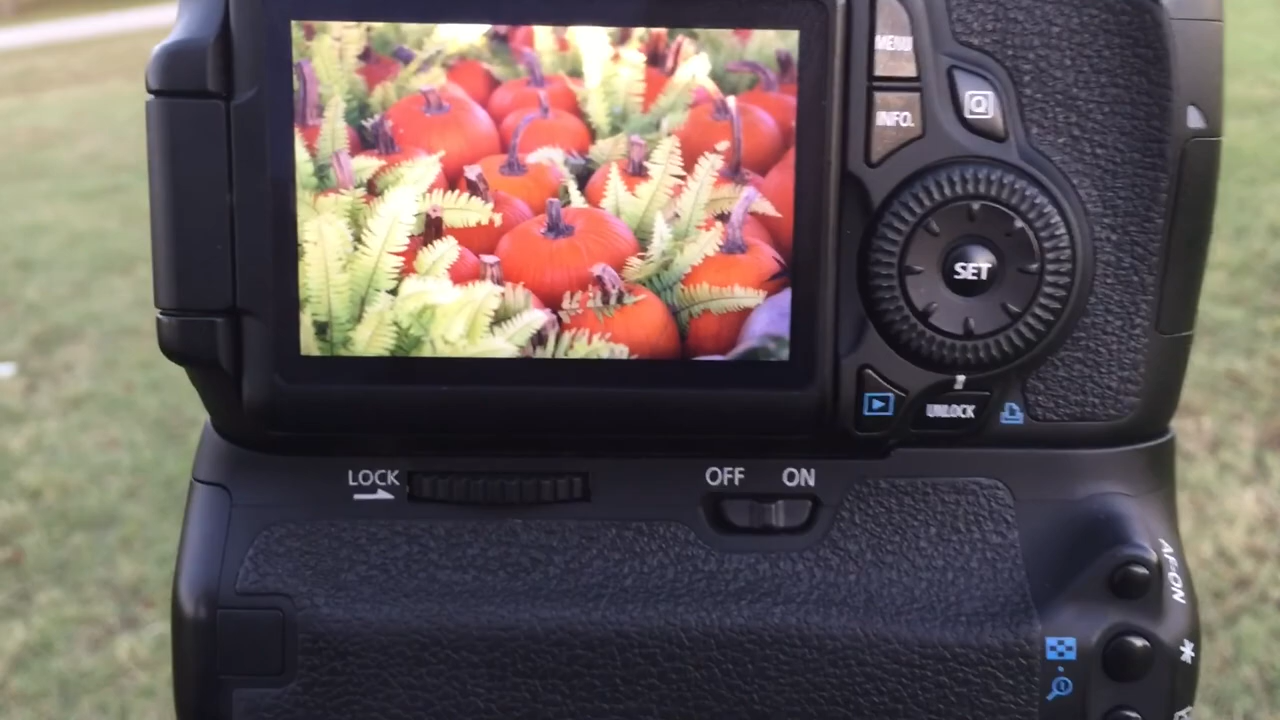 MENU
INFO.
Q
SET
UNLOCK
LOCK
OFF ON
AF-ON